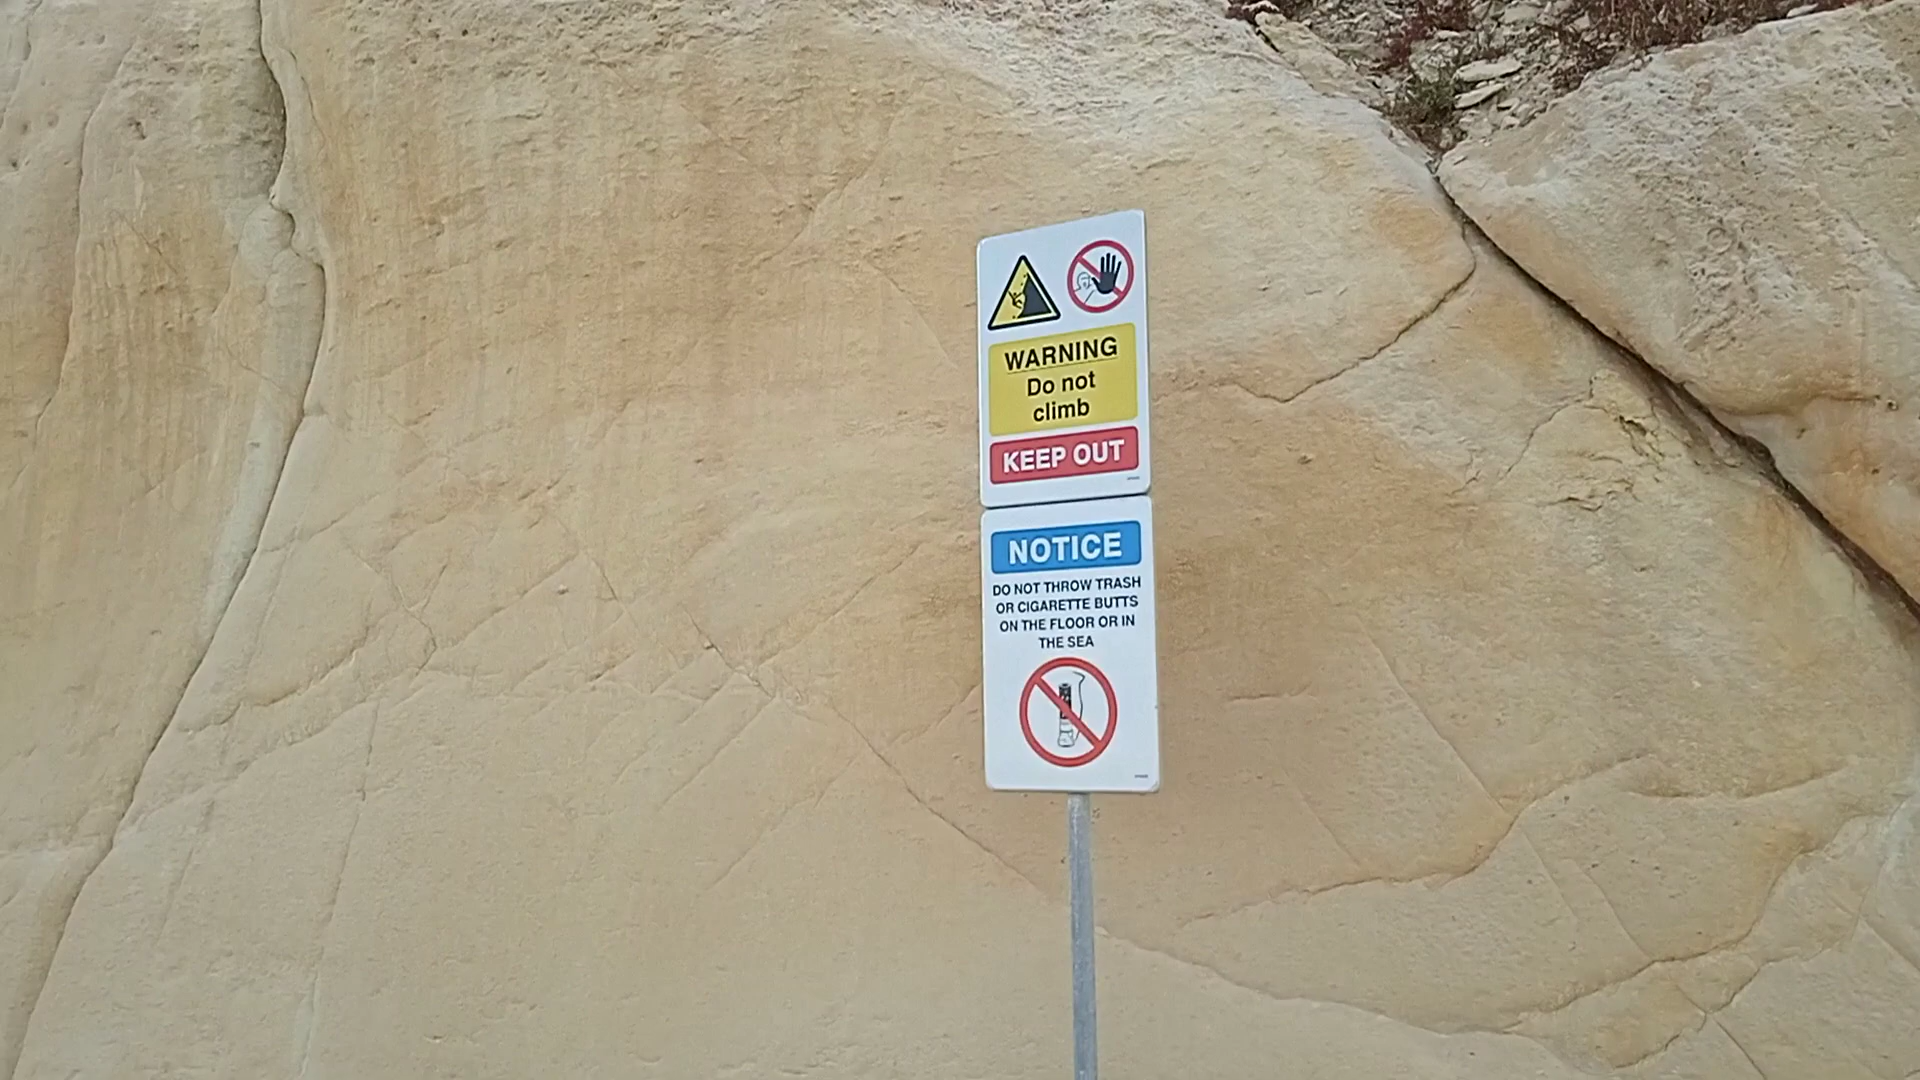 WARNING
Do not
climb
KEEP OUT
NOTICE
DO NOT THROW TRASH
OR CIGARETTE BUTTS
ON THE FLOOR OR IN
THE SEA